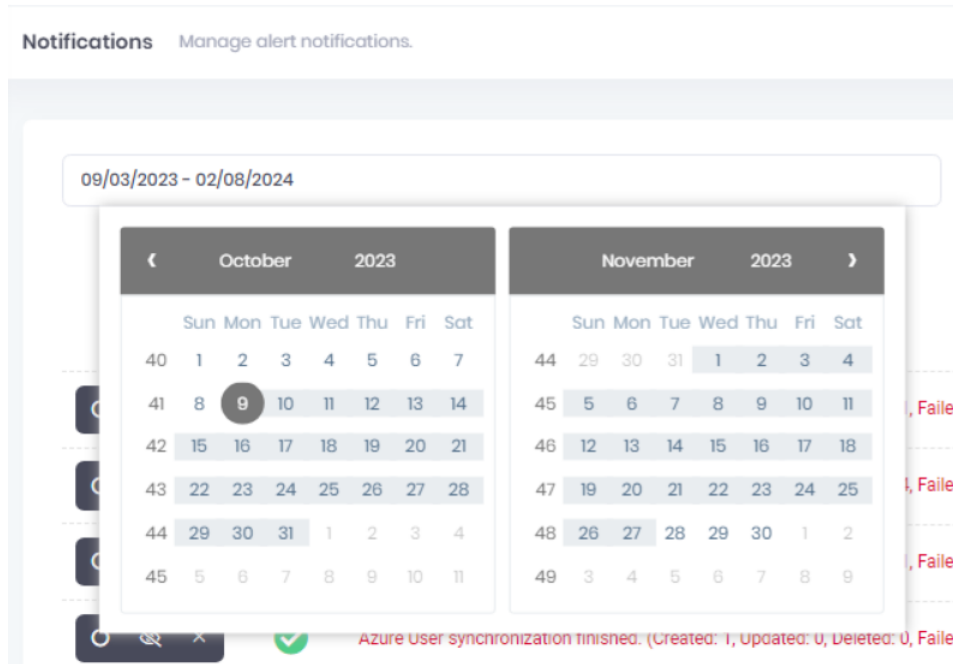 Notifications Manage alert notifications.
09/03/2023 - 02/08/2024
‹ October 2023
Sun Mon Tue Wed Thu Fri Sat
40 1 2 3 4 5 6 7
41 8 9 10 11 12 13 14
42 15 16 17 18 19 20 21
43 22 23 24 25 26 27 28
44 29 30 31 1 2 3 4
45 5 6 7 8 9 10 11
November 2023 ›
Sun Mon Tue Wed Thu Fri Sat
44 29 30 31 1 2 3 4
45 5 6 7 8 9 10 11
46 12 13 14 15 16 17 18
47 19 20 21 22 23 24 25
48 26 27 28 29 30 1 2
49 3 4 5 6 7 8 9
, Faile
, Faile
, Faile
Azure User synchronization finished. (Created: 1, Updated: 0, Deleted: 0, Faile